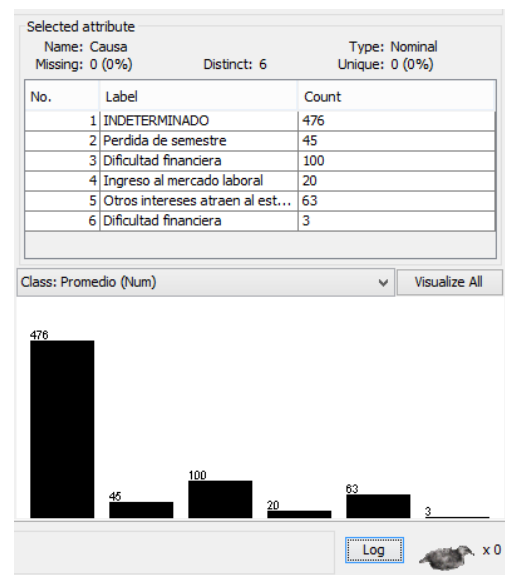 Selected attribute
Name: Causa Type: Nominal
Missing: 0 (0%) Distinct: 6 Unique: 0 (0%)
No. Label Count
1 INDETERMINADO 476
2 Perdida de semestre 45
3 Dificultad financiera 100
4 Ingreso al mercado laboral 20
5 Otros intereses atraen al est... 63
6 Dificultad financiera 3
Class: Promedio (Num) Visualize All
476
45
100
20
63
3
Log x 0